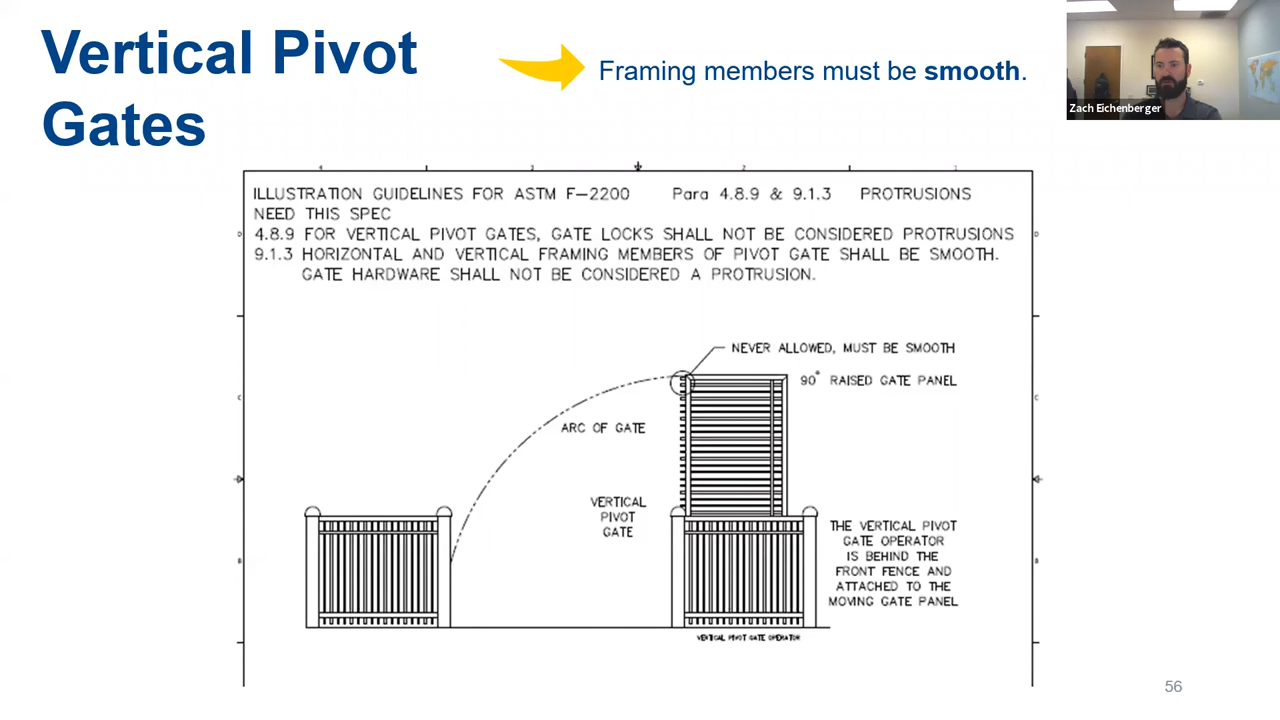 Vertical Pivot
Gates
Framing members must be smooth.
Zach Eichenberger
ILLUSTRATION GUIDELINES FOR ASTM F-2200 Para 4.8.9 & 9.1.3 PROTRUSIONS
NEED THIS SPEC
4.8.9 FOR VERTICAL PIVOT GATES, GATE LOCKS SHALL NOT BE CONSIDERED PROTRUSIONS
9.1.3 HORIZONTAL AND VERTICAL FRAMING MEMBERS OF PIVOT GATE SHALL BE SMOOTH.
GATE HARDWARE SHALL NOT BE CONSIDERED A PROTRUSION.
NEVER ALLOWED, MUST BE SMOOTH
90° RAISED GATE PANEL
ARC OF GATE
VERTICAL
PIVOT
GATE
THE VERTICAL PIVOT
GATE OPERATOR
IS BEHIND THE
FRONT FENCE AND
ATTACHED TO THE
MOVING GATE PANEL
VERTICAL PIVOT GATE OPERATOR
56